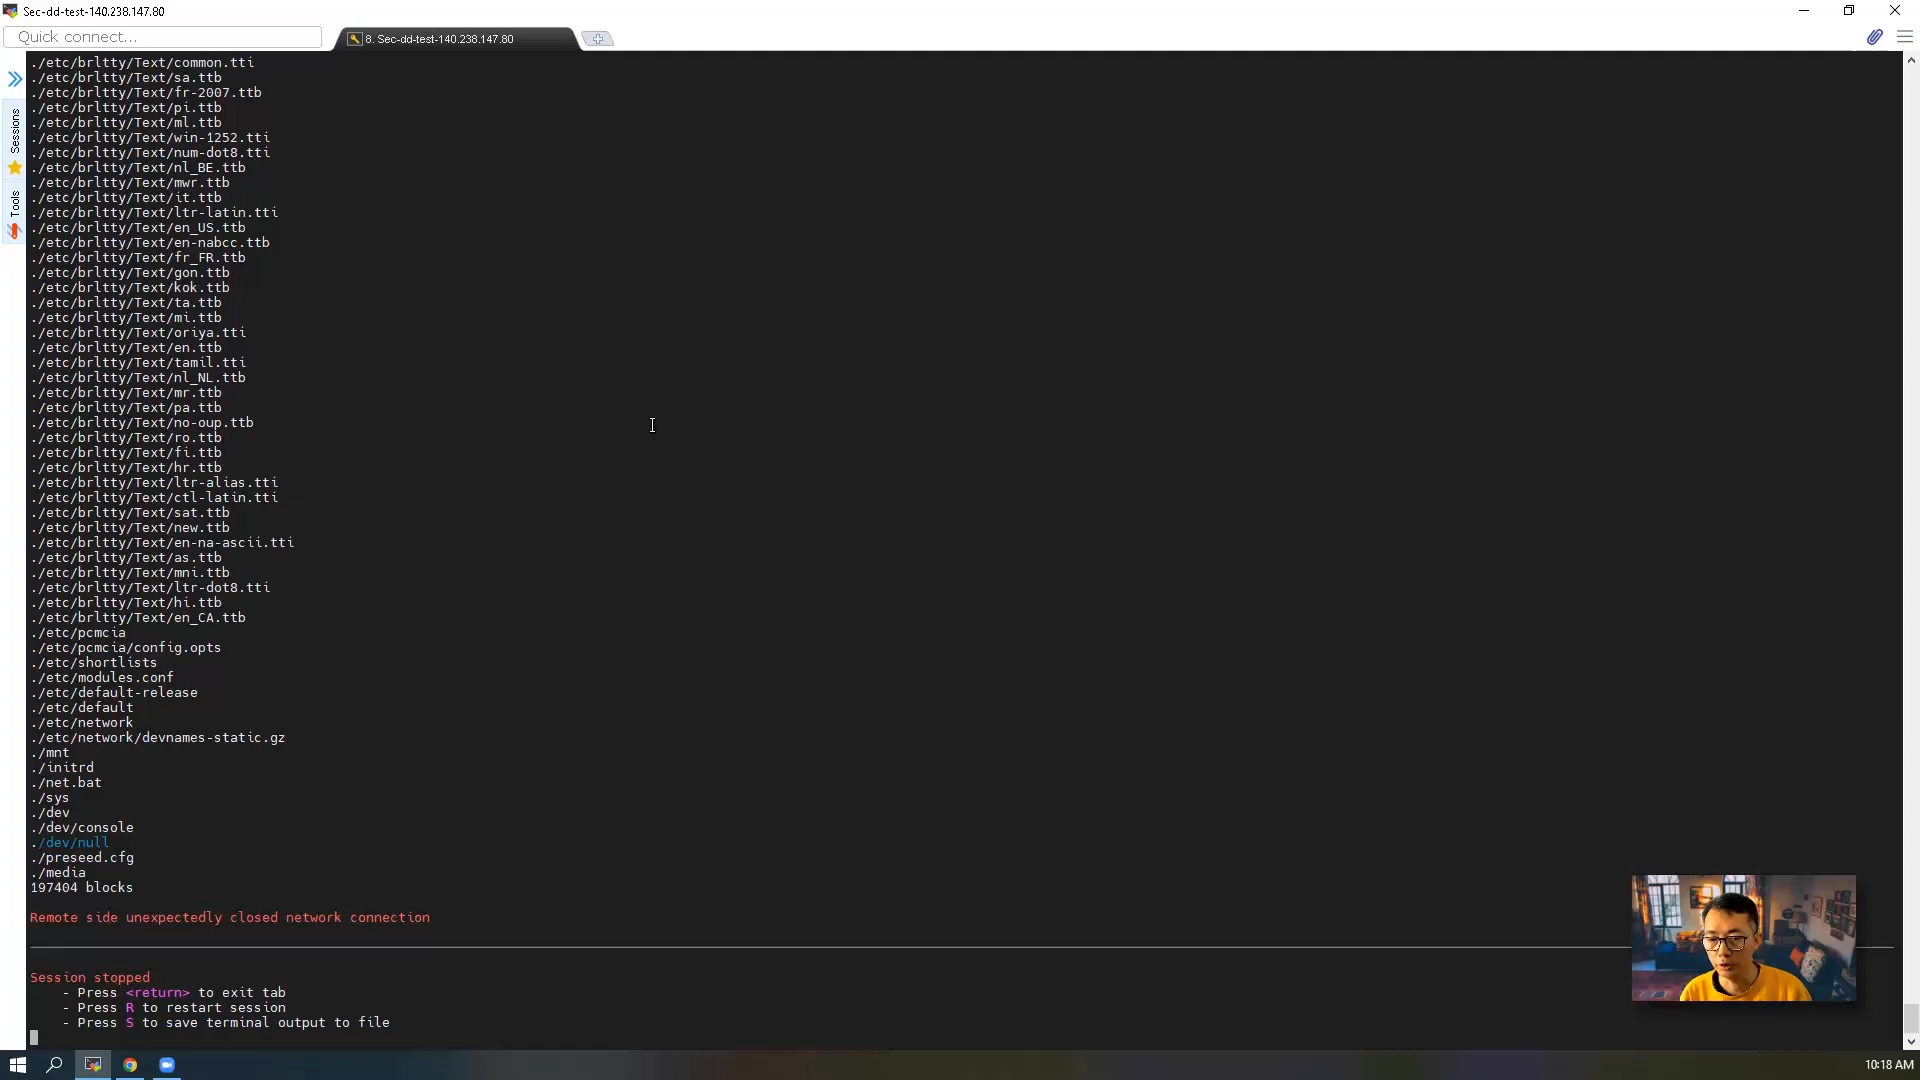 Sec-dd-test-140.238.147.80
Quick connect...
8. Sec-dd-test-140.238.147.80
Sessions
Tools
./etc/brltty/Text/common.tti
./etc/brltty/Text/sa.ttb
./etc/brltty/Text/fr-2007.ttb
./etc/brltty/Text/pi.ttb
./etc/brltty/Text/ml.ttb
./etc/brltty/Text/win-1252.tti
./etc/brltty/Text/num-dot8.tti
./etc/brltty/Text/nl_BE.ttb
./etc/brltty/Text/mwr.ttb
./etc/brltty/Text/it.ttb
./etc/brltty/Text/ltr-latin.tti
./etc/brltty/Text/en_US.ttb
./etc/brltty/Text/en-nabcc.ttb
./etc/brltty/Text/fr_FR.ttb
./etc/brltty/Text/gon.ttb
./etc/brltty/Text/kok.ttb
./etc/brltty/Text/ta.ttb
./etc/brltty/Text/mi.ttb
./etc/brltty/Text/oriya.tti
./etc/brltty/Text/en.ttb
./etc/brltty/Text/tamil.tti
./etc/brltty/Text/nl_NL.ttb
./etc/brltty/Text/mr.ttb
./etc/brltty/Text/pa.ttb
./etc/brltty/Text/no-oup.ttb
./etc/brltty/Text/ro.ttb
./etc/brltty/Text/fi.ttb
./etc/brltty/Text/hr.ttb
./etc/brltty/Text/ltr-alias.tti
./etc/brltty/Text/ctl-latin.tti
./etc/brltty/Text/sat.ttb
./etc/brltty/Text/new.ttb
./etc/brltty/Text/en-na-ascii.tti
./etc/brltty/Text/as.ttb
./etc/brltty/Text/mni.ttb
./etc/brltty/Text/ltr-dot8.tti
./etc/brltty/Text/hi.ttb
./etc/brltty/Text/en_CA.ttb
./etc/pcmcia
./etc/pcmcia/config.opts
./etc/shortlists
./etc/modules.conf
./etc/default-release
./etc/default
./etc/network
./etc/network/devnames-static.gz
./mnt
./initrd
./net.bat
./sys
./dev
./dev/console
./dev/null
./preseed.cfg
./media
197404 blocks
Remote side unexpectedly closed network connection
Session stopped
- Press <return> to exit tab
- Press R to restart session
- Press S to save terminal output to file
10:18 AM